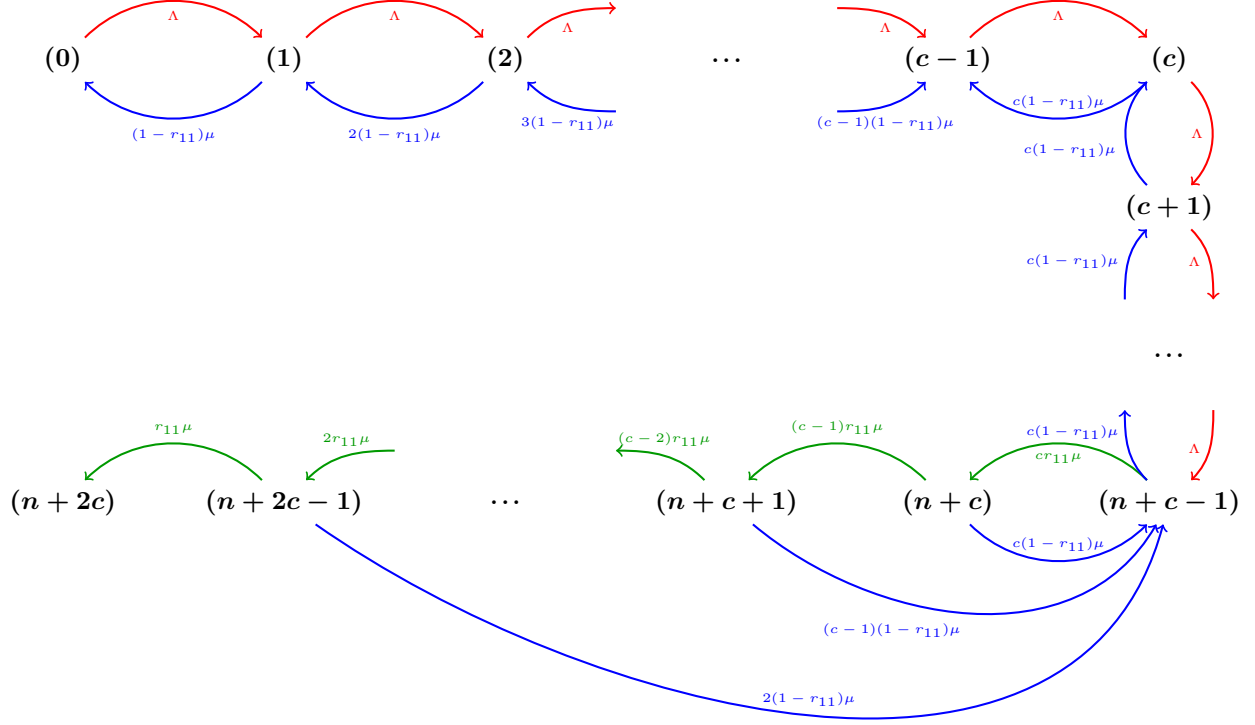 Λ Λ Λ Λ Λ
(0) (1) (2) ⋯ (c − 1) (c)
(1 − r₁₁)μ 2(1 − r₁₁)μ 3(1 − r₁₁)μ (c − 1)(1 − r₁₁)μ c(1 − r₁₁)μ
c(1 − r₁₁)μ Λ
(c + 1)
c(1 − r₁₁)μ Λ
⋯
r₁₁μ 2r₁₁μ (c − 2)r₁₁μ (c − 1)r₁₁μ cr₁₁μ c(1 − r₁₁)μ Λ
(n + 2c) (n + 2c − 1) ⋯ (n + c + 1) (n + c) (n + c − 1)
c(1 − r₁₁)μ
(c − 1)(1 − r₁₁)μ
2(1 − r₁₁)μ